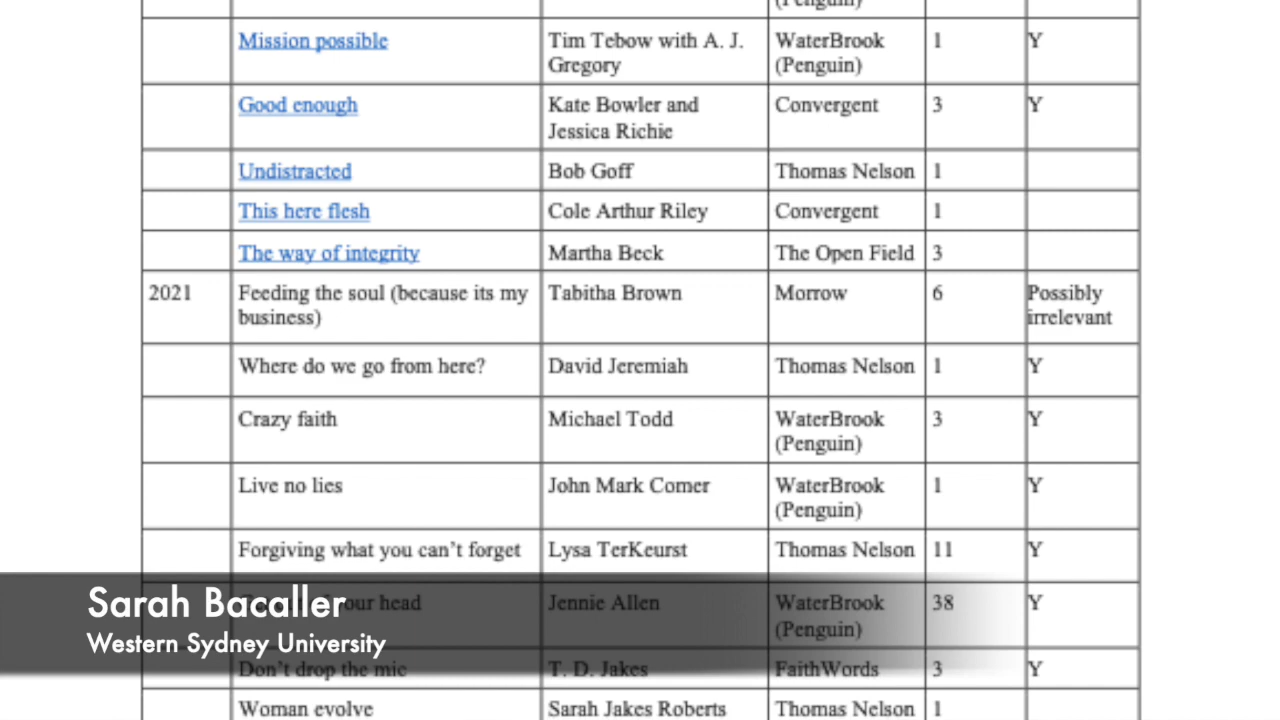 (Penguin)
Mission possible Tim Tebow with A. J. WaterBrook 1 Y
Gregory (Penguin)
Good enough Kate Bowler and Convergent 3 Y
Jessica Richie
Undistracted Bob Goff Thomas Nelson 1
This here flesh Cole Arthur Riley Convergent 1
The way of integrity Martha Beck The Open Field 3
2021 Feeding the soul (because its my Tabitha Brown Morrow 6 Possibly
business) irrelevant
Where do we go from here? David Jeremiah Thomas Nelson 1 Y
Crazy faith Michael Todd WaterBrook 3 Y
(Penguin)
Live no lies John Mark Comer WaterBrook 1 Y
(Penguin)
Forgiving what you can't forget Lysa TerKeurst Thomas Nelson 11 Y
your head Jennie Allen WaterBrook 38 Y
(Penguin)
Sarah Bacaller
Western Sydney University
Don't drop the mic T. D. Jakes FaithWords 3 Y
Woman evolve Sarah Jakes Roberts Thomas Nelson 1